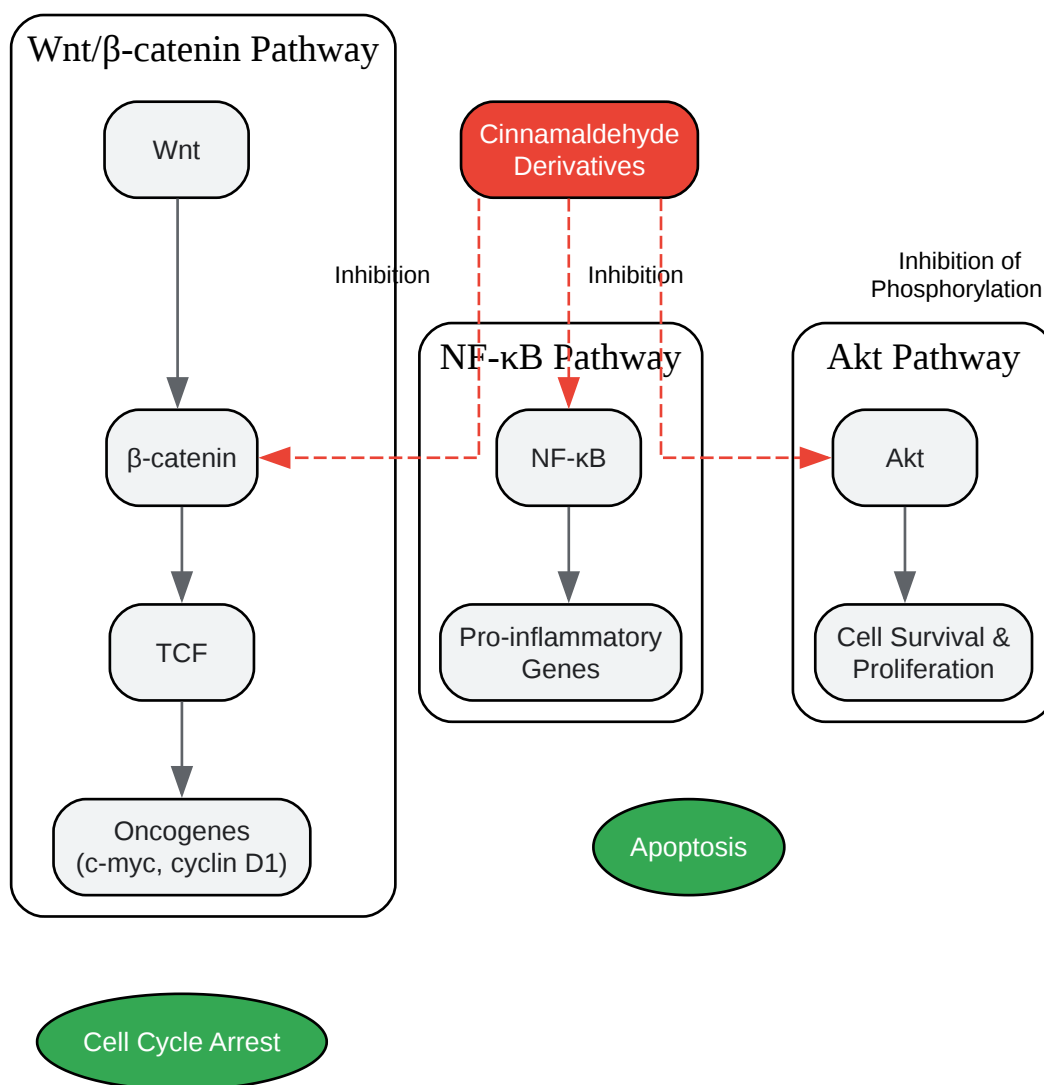 Wnt/β-catenin Pathway
Wnt
Cinnamaldehyde
Derivatives
Inhibition
Inhibition
Inhibition of
Phosphorylation
NF-κB Pathway
Akt Pathway
β-catenin
NF-κB
Akt
TCF
Pro-inflammatory
Genes
Cell Survival &
Proliferation
Oncogenes
(c-myc, cyclin D1)
Apoptosis
Cell Cycle Arrest